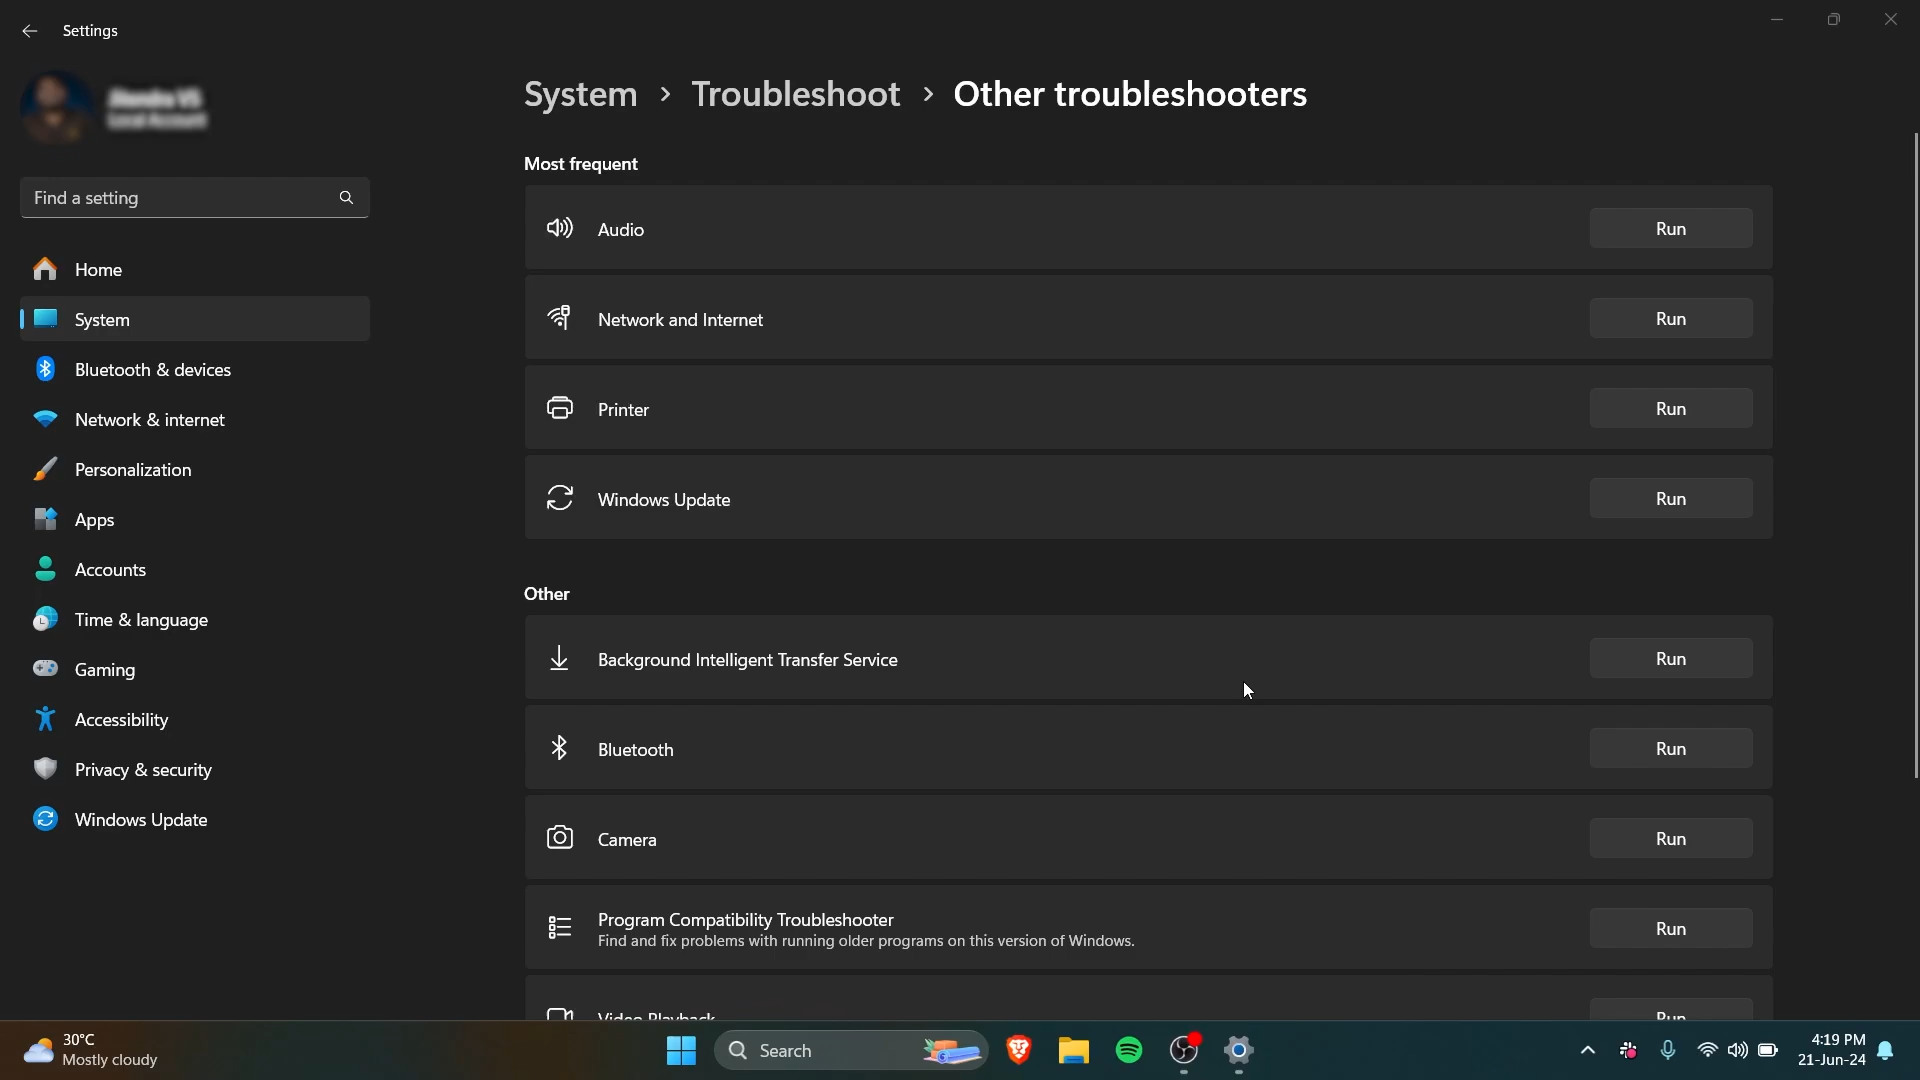 Settings
Find a setting
Home
System
Bluetooth & devices
Network & internet
Personalization
Apps
Accounts
Time & language
Gaming
Accessibility
Privacy & security
Windows Update
System > Troubleshoot > Other troubleshooters
Most frequent
Audio Run
Network and Internet Run
Printer Run
Windows Update Run
Other
Background Intelligent Transfer Service Run
Bluetooth Run
Camera Run
Program Compatibility Troubleshooter Run
Find and fix problems with running older programs on this version of Windows.
Video Playback Run
30°C
Mostly cloudy
Search
4:19 PM
21-Jun-24